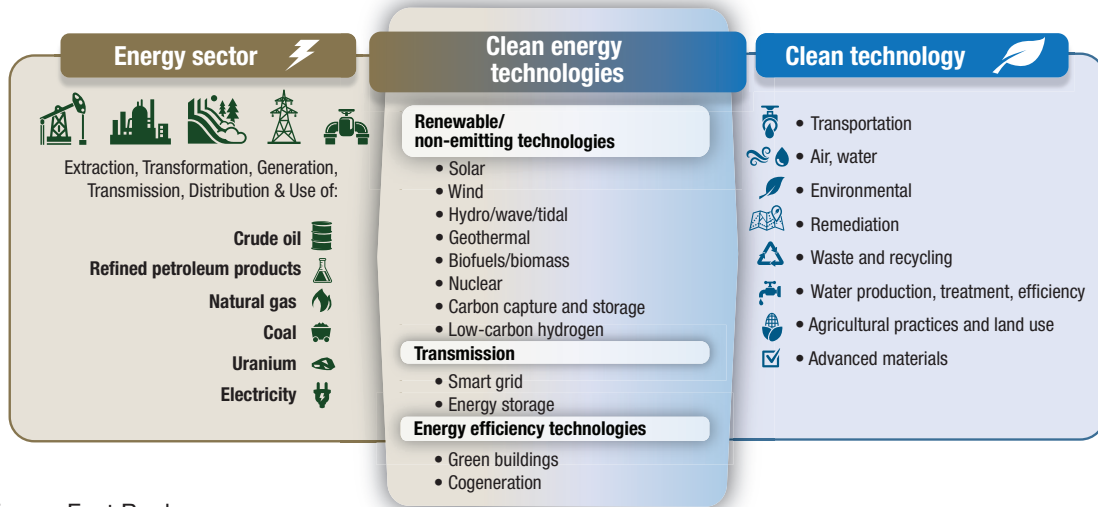 Energy sector
Extraction, Transformation, Generation,
Transmission, Distribution & Use of:
Crude oil
Refined petroleum products
Natural gas
Coal
Uranium
Electricity
Clean energy
technologies
Renewable/
non-emitting technologies
• Solar
• Wind
• Hydro/wave/tidal
• Geothermal
• Biofuels/biomass
• Nuclear
• Carbon capture and storage
• Low-carbon hydrogen
Transmission
• Smart grid
• Energy storage
Energy efficiency technologies
• Green buildings
• Cogeneration
Clean technology
• Transportation
• Air, water
• Environmental
• Remediation
• Waste and recycling
• Water production, treatment, efficiency
• Agricultural practices and land use
• Advanced materials